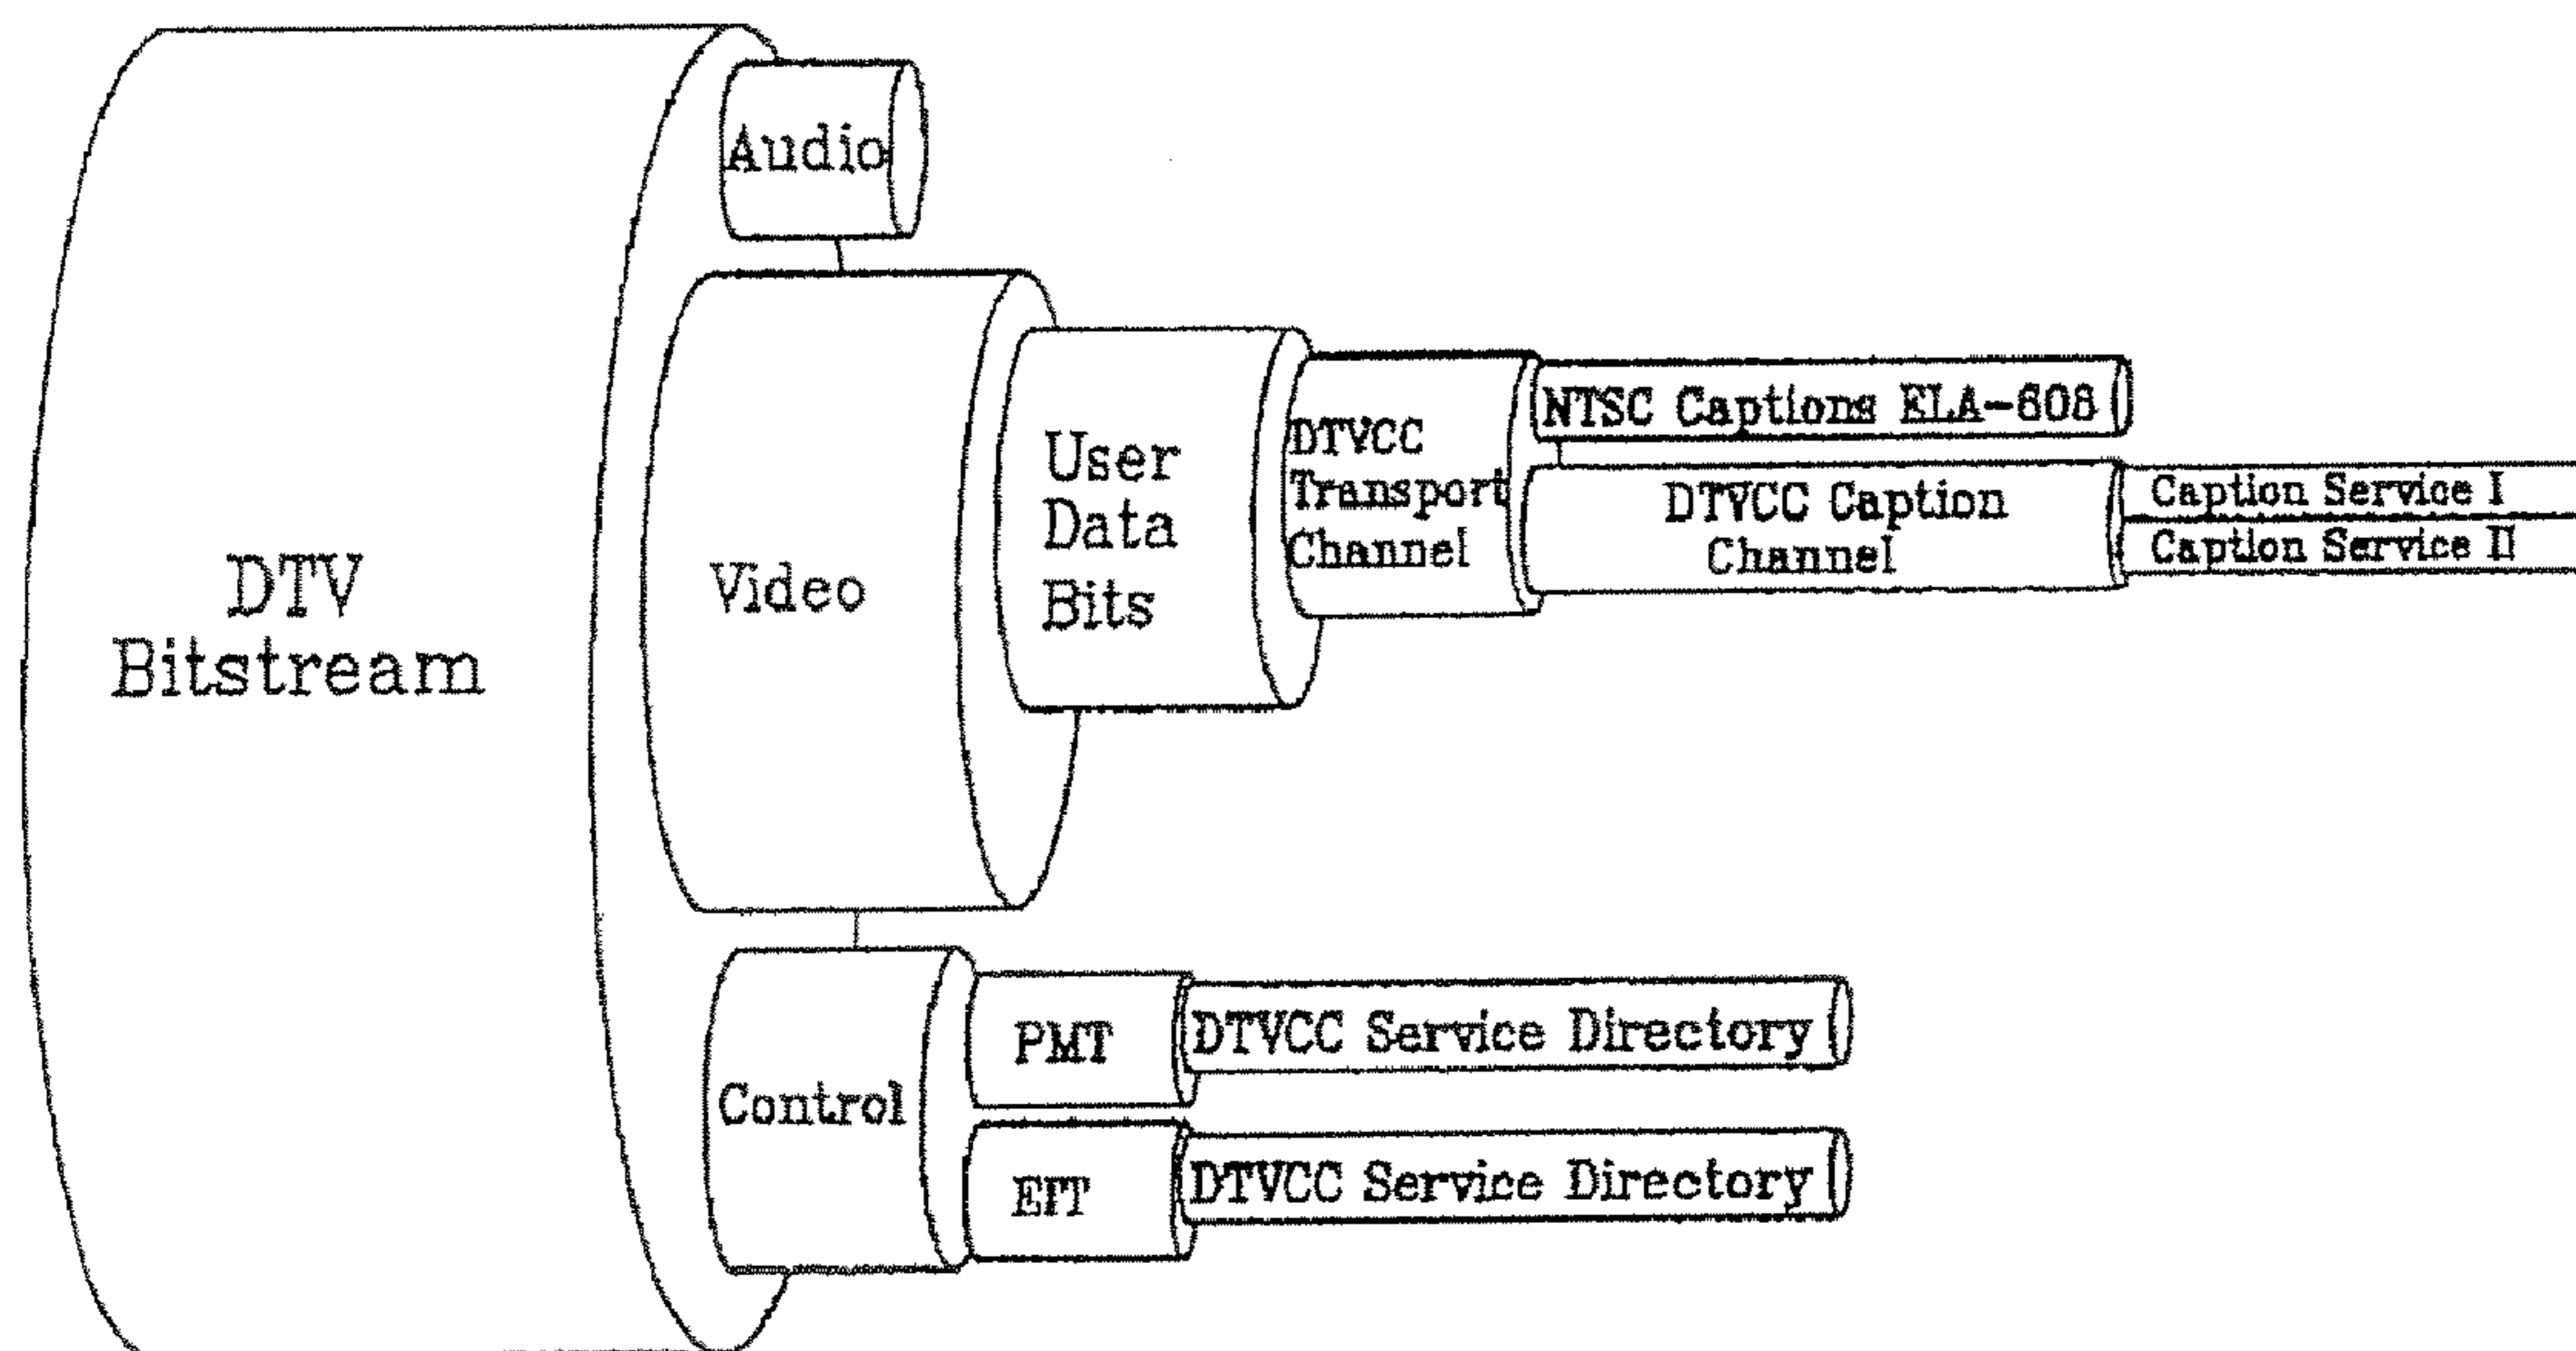 Audio
DTV
Bitstream
Video
User
Data
Bits
DTVCC
Transport
Channel
NTSC Captions ELA-608
DTVCC Caption
Channel
Caption Service I
Caption Service II
Control
PMT
DTVCC Service Directory
EIT
DTVCC Service Directory